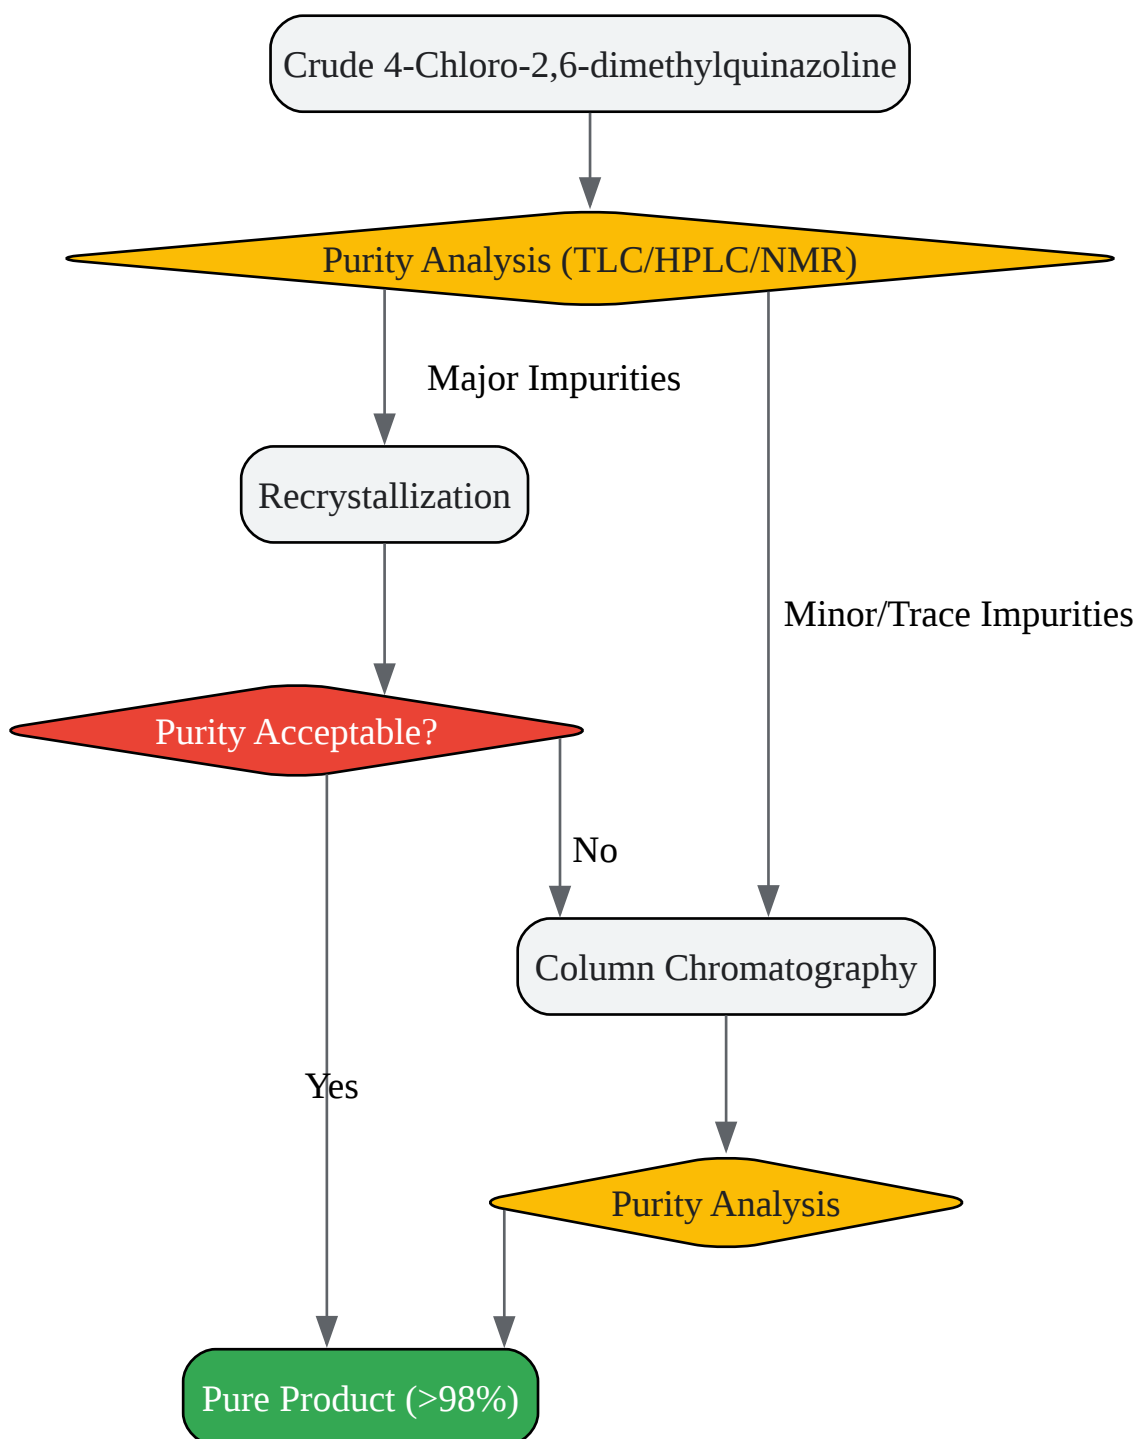 Crude 4-Chloro-2,6-dimethylquinazoline
Purity Analysis (TLC/HPLC/NMR)
Major Impurities
Recrystallization
Minor/Trace Impurities
Purity Acceptable?
No
Column Chromatography
Yes
Purity Analysis
Pure Product (>98%)